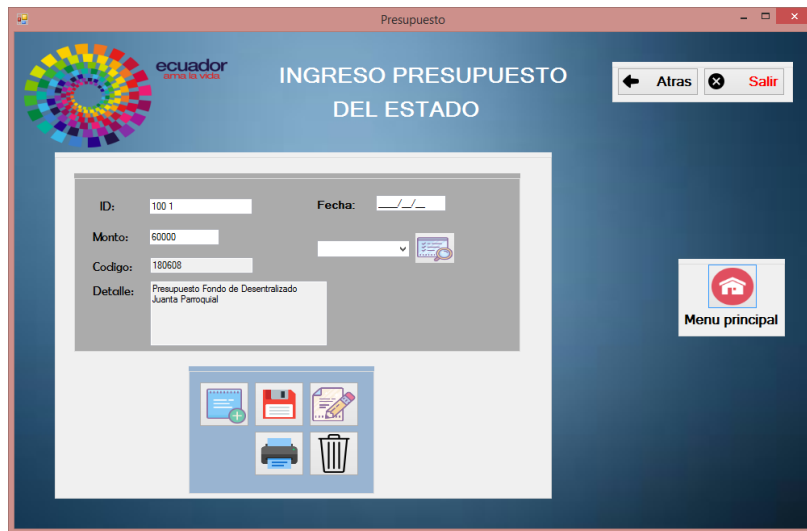 Presupuesto
ecuador
ama la vida
INGRESO PRESUPUESTO
DEL ESTADO
Atras
Salir
ID:
100 1
Fecha:
___/__/__
Monto:
60000
Codigo:
180608
Detalle:
Presupuesto Fondo de Desentralizado
Juanta Parroquial
Menu principal